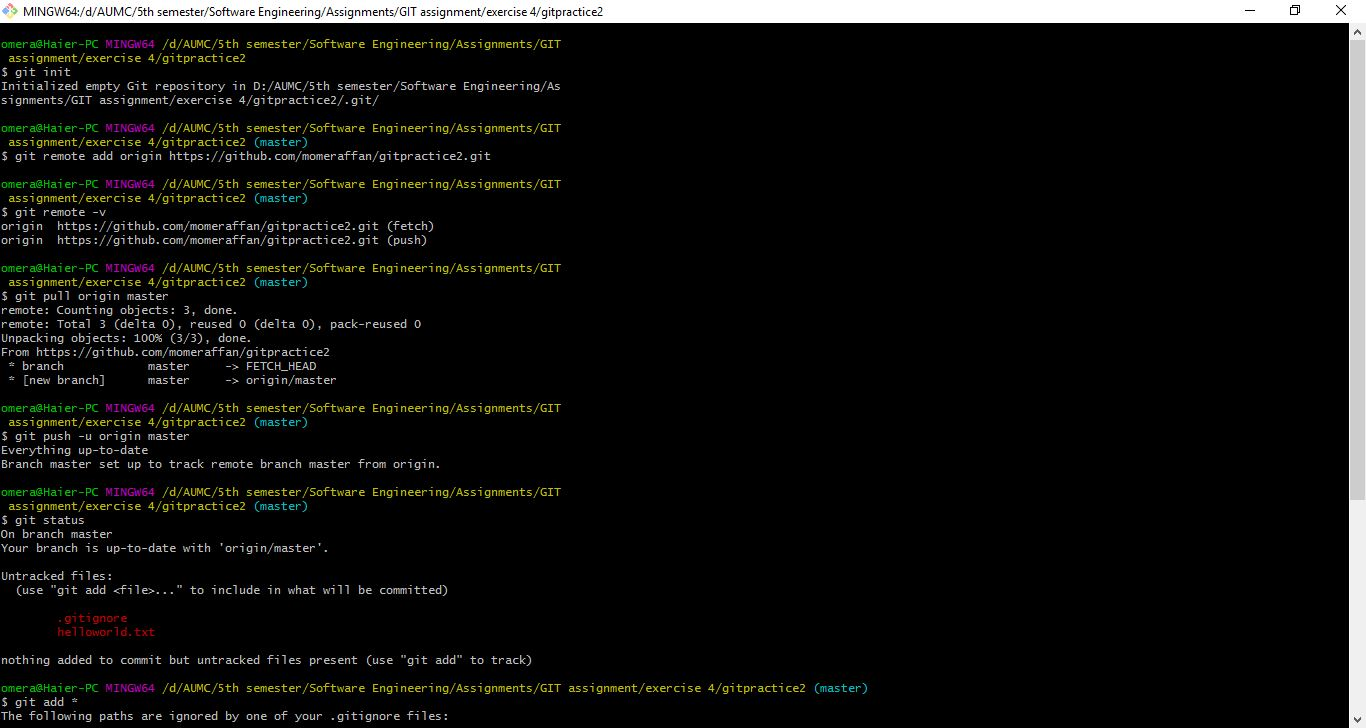 MINGW64:/d/AUMC/5th semester/Software Engineering/Assignments/GIT assignment/exercise 4/gitpractice2
omera@Haier-PC MINGW64 /d/AUMC/5th semester/Software Engineering/Assignments/GIT
 assignment/exercise 4/gitpractice2
$ git init
Initialized empty Git repository in D:/AUMC/5th semester/Software Engineering/As
signments/GIT assignment/exercise 4/gitpractice2/.git/
omera@Haier-PC MINGW64 /d/AUMC/5th semester/Software Engineering/Assignments/GIT
 assignment/exercise 4/gitpractice2 (master)
$ git remote add origin https://github.com/momeraffan/gitpractice2.git
omera@Haier-PC MINGW64 /d/AUMC/5th semester/Software Engineering/Assignments/GIT
 assignment/exercise 4/gitpractice2 (master)
$ git remote -v
origin  https://github.com/momeraffan/gitpractice2.git (fetch)
origin  https://github.com/momeraffan/gitpractice2.git (push)
omera@Haier-PC MINGW64 /d/AUMC/5th semester/Software Engineering/Assignments/GIT
 assignment/exercise 4/gitpractice2 (master)
$ git pull origin master
remote: Counting objects: 3, done.
remote: Total 3 (delta 0), reused 0 (delta 0), pack-reused 0
Unpacking objects: 100% (3/3), done.
From https://github.com/momeraffan/gitpractice2
 * branch            master     -> FETCH_HEAD
 * [new branch]      master     -> origin/master
omera@Haier-PC MINGW64 /d/AUMC/5th semester/Software Engineering/Assignments/GIT
 assignment/exercise 4/gitpractice2 (master)
$ git push -u origin master
Everything up-to-date
Branch master set up to track remote branch master from origin.
omera@Haier-PC MINGW64 /d/AUMC/5th semester/Software Engineering/Assignments/GIT
 assignment/exercise 4/gitpractice2 (master)
$ git status
On branch master
Your branch is up-to-date with 'origin/master'.
Untracked files:
  (use "git add <file>..." to include in what will be committed)
        .gitignore
        helloworld.txt
nothing added to commit but untracked files present (use "git add" to track)
omera@Haier-PC MINGW64 /d/AUMC/5th semester/Software Engineering/Assignments/GIT assignment/exercise 4/gitpractice2 (master)
$ git add *
The following paths are ignored by one of your .gitignore files: